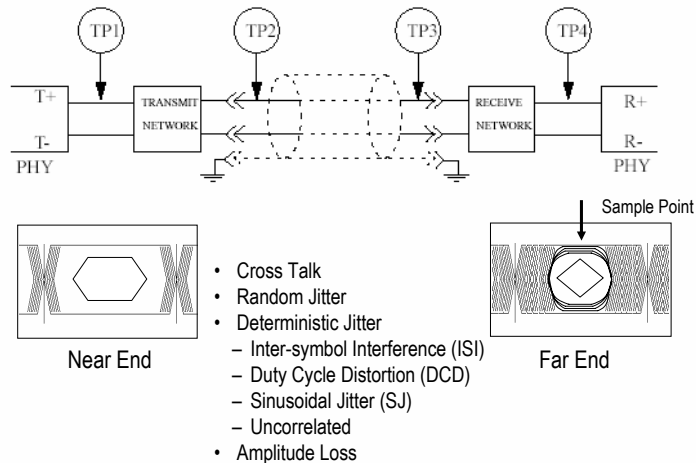 TP1
TP2
TP3
TP4
T+
TRANSMIT
NETWORK
T-
PHY
RECEIVE
NETWORK
R+
R-
PHY
Sample Point
Near End
Far End
• Cross Talk
• Random Jitter
• Deterministic Jitter
– Inter-symbol Interference (ISI)
– Duty Cycle Distortion (DCD)
– Sinusoidal Jitter (SJ)
– Uncorrelated
• Amplitude Loss